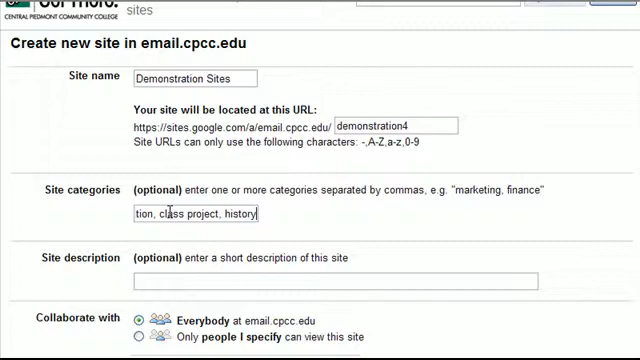 CENTRAL PIEDMONT COMMUNITY COLLEGE
sites
Create new site in email.cpcc.edu
Site name
Demonstration Sites
Your site will be located at this URL:
https://sites.google.com/a/email.cpcc.edu/ demonstration4
Site URLs can only use the following characters: -,A-Z,a-z,0-9
Site categories (optional) enter one or more categories separated by commas, e.g. "marketing, finance"
tion, class project, history
Site description (optional) enter a short description of this site
Collaborate with
Everybody at email.cpcc.edu
Only people I specify can view this site